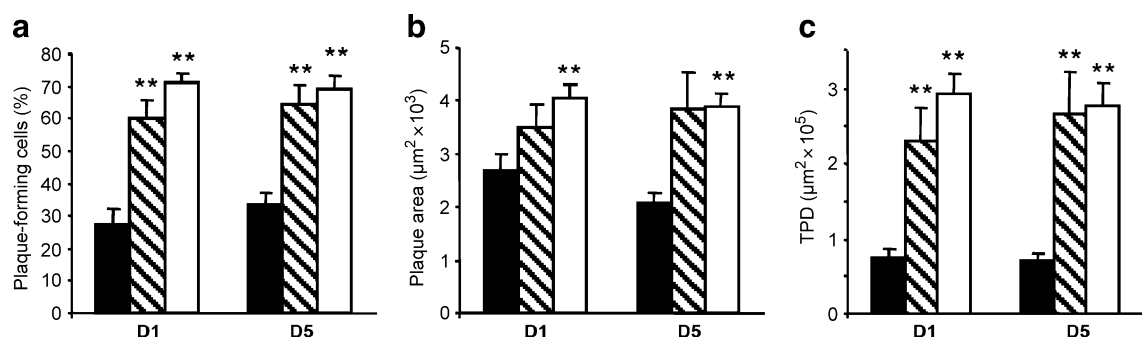 a
Plaque-forming cells (%)
80
70
60
50
40
30
20
10
0
** ** ** **
D1 D5
b
Plaque area (µm² × 10³)
5
4
3
2
1
0
** **
D1 D5
c
TPD (µm² × 10⁵)
3
2
1
0
** ** ** **
D1 D5